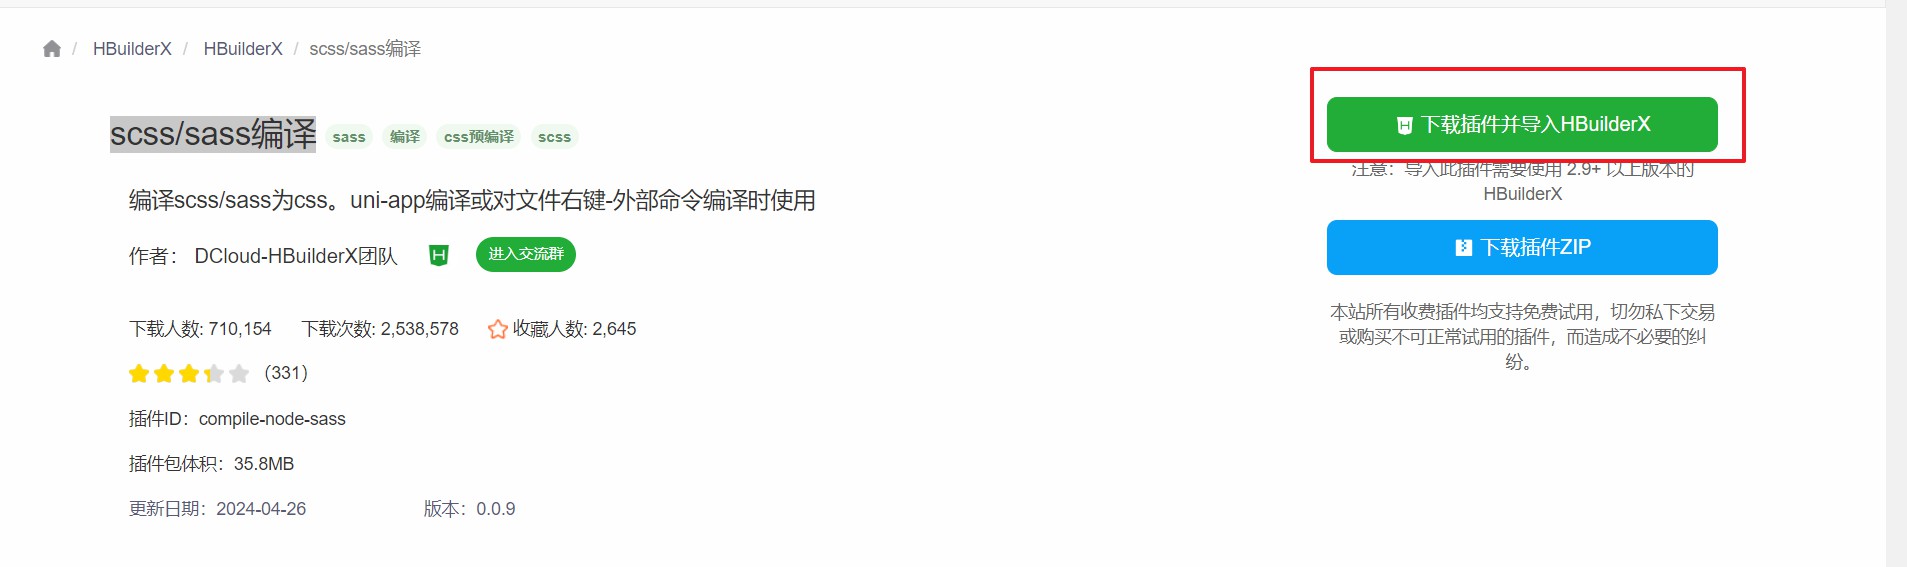 / HBuilderX / HBuilderX / scss/sass编译
scss/sass编译 sass 编译 css预编译 scss
编译scss/sass为css。uni-app编译或对文件右键-外部命令编译时使用
作者： DCloud-HBuilderX团队 H 进入交流群
下载人数: 710,154 下载次数: 2,538,578 收藏人数: 2,645
（331）
插件ID：compile-node-sass
插件包体积：35.8MB
更新日期：2024-04-26 版本：0.0.9
H 下载插件并导入HBuilderX
注意：导入此插件需要使用 2.9+ 以上版本的
HBuilderX
下载插件ZIP
本站所有收费插件均支持免费试用，切勿私下交易
或购买不可正常试用的插件，而造成不必要的纠
纷。